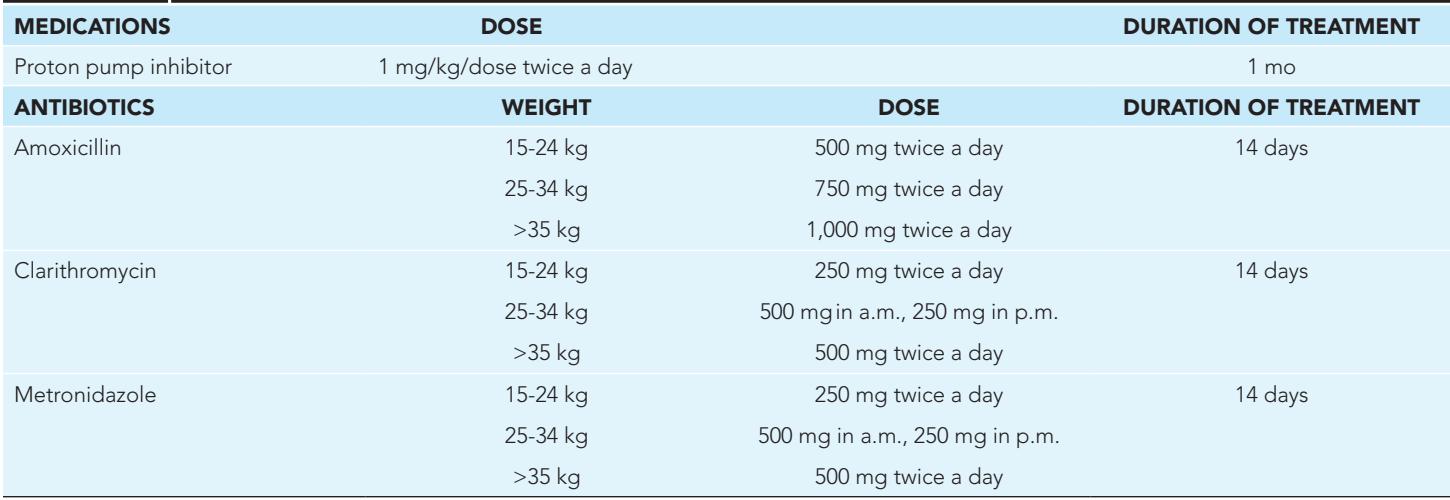 MEDICATIONS DOSE DURATION OF TREATMENT
Proton pump inhibitor 1 mg/kg/dose twice a day 1 mo
ANTIBIOTICS WEIGHT DOSE DURATION OF TREATMENT
Amoxicillin 15-24 kg 500 mg twice a day 14 days
25-34 kg 750 mg twice a day
>35 kg 1,000 mg twice a day
Clarithromycin 15-24 kg 250 mg twice a day 14 days
25-34 kg 500 mg in a.m., 250 mg in p.m.
>35 kg 500 mg twice a day
Metronidazole 15-24 kg 250 mg twice a day 14 days
25-34 kg 500 mg in a.m., 250 mg in p.m.
>35 kg 500 mg twice a day